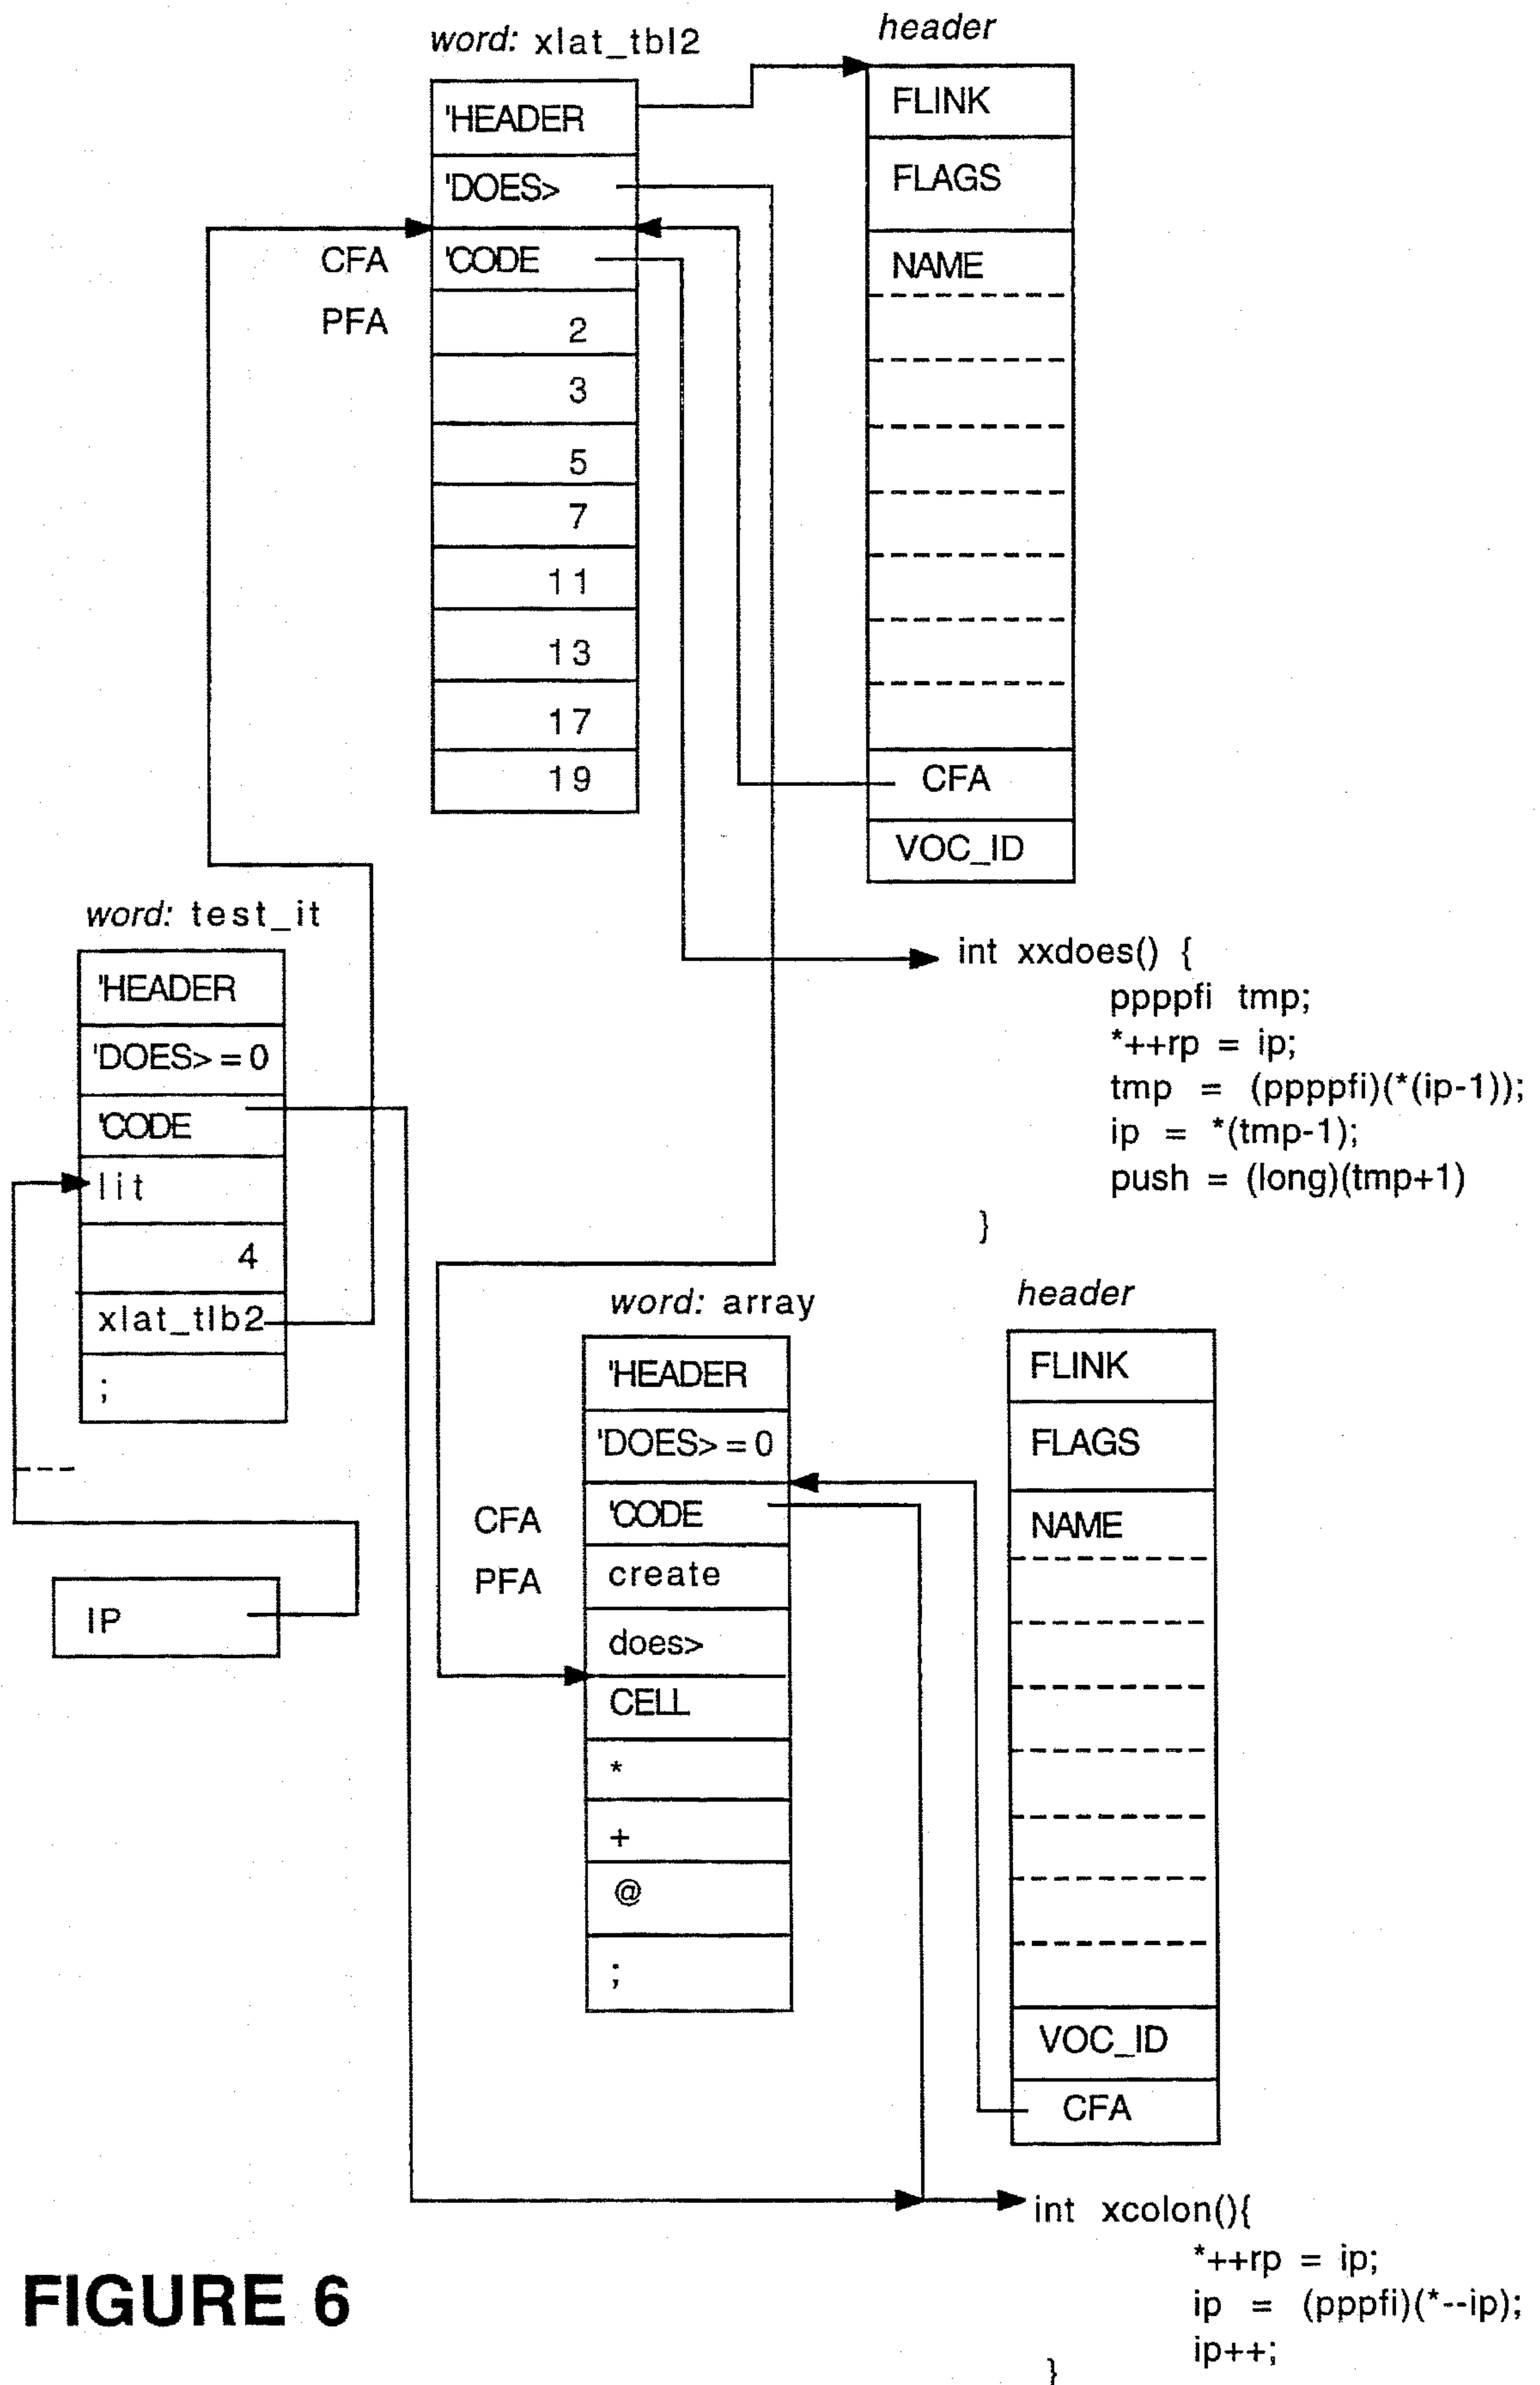 word: xlat_tbl2
'HEADER
'DOES>
CFA 'CODE
PFA 2
3
5
7
11
13
17
19
header
FLINK
FLAGS
NAME
CFA
VOC_ID
word: test_it
'HEADER
'DOES> = 0
'CODE
lit
4
xlat_tlb2
;
IP
int xxdoes() {
ppppfi tmp;
*++rp = ip;
tmp = (ppppfi)(*(ip-1));
ip = *(tmp-1);
push = (long)(tmp+1)
}
word: array
'HEADER
'DOES> = 0
CFA 'CODE
PFA create
does>
CELL
*
+
@
;
header
FLINK
FLAGS
NAME
VOC_ID
CFA
int xcolon(){
*++rp = ip;
ip = (pppfi)(*--ip);
ip++;
}
FIGURE 6